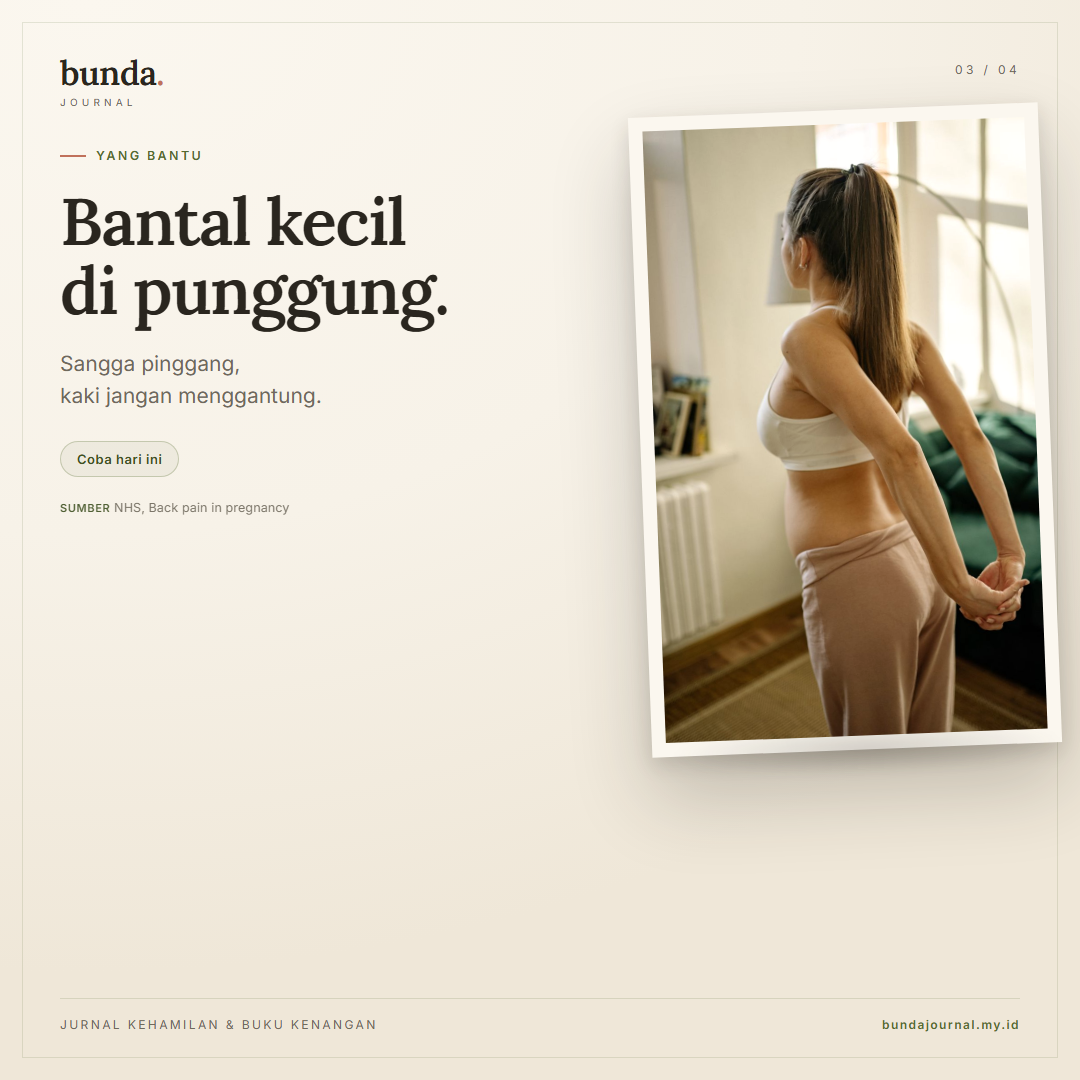 bunda.
JOURNAL
03 / 04
YANG BANTU
Bantal kecil
di punggung.
Sangga pinggang,
kaki jangan menggantung.
Coba hari ini
SUMBER NHS, Back pain in pregnancy
JURNAL KEHAMILAN & BUKU KENANGAN
bundajournal.my.id